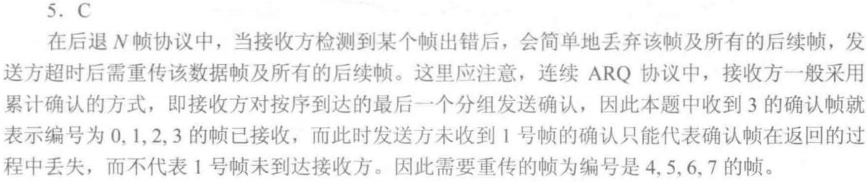 5. C
在后退 N 帧协议中，当接收方检测到某个帧出错后，会简单地丢弃该帧及所有的后续帧，发
送方超时后需重传该数据帧及所有的后续帧。这里应注意，连续 ARQ 协议中，接收方一般采用
累计确认的方式，即接收方对按序到达的最后一个分组发送确认，因此本题中收到 3 的确认帧就
表示编号为 0, 1, 2, 3 的帧已接收，而此时发送方未收到 1 号帧的确认只能代表确认帧在返回的过
程中丢失，而不代表 1 号帧未到达接收方。因此需要重传的帧为编号是 4, 5, 6, 7 的帧。